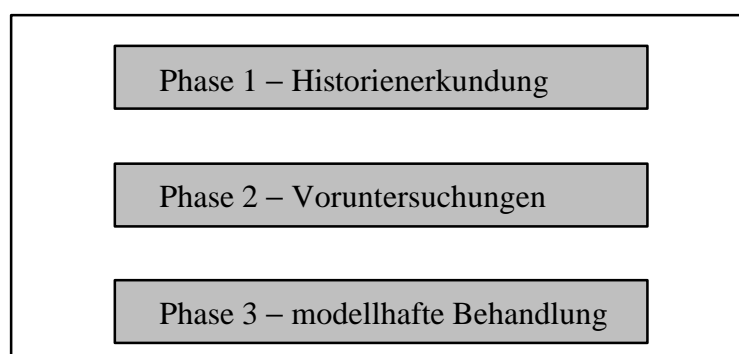 Phase 1 − Historienerkundung
Phase 2 − Voruntersuchungen
Phase 3 − modellhafte Behandlung